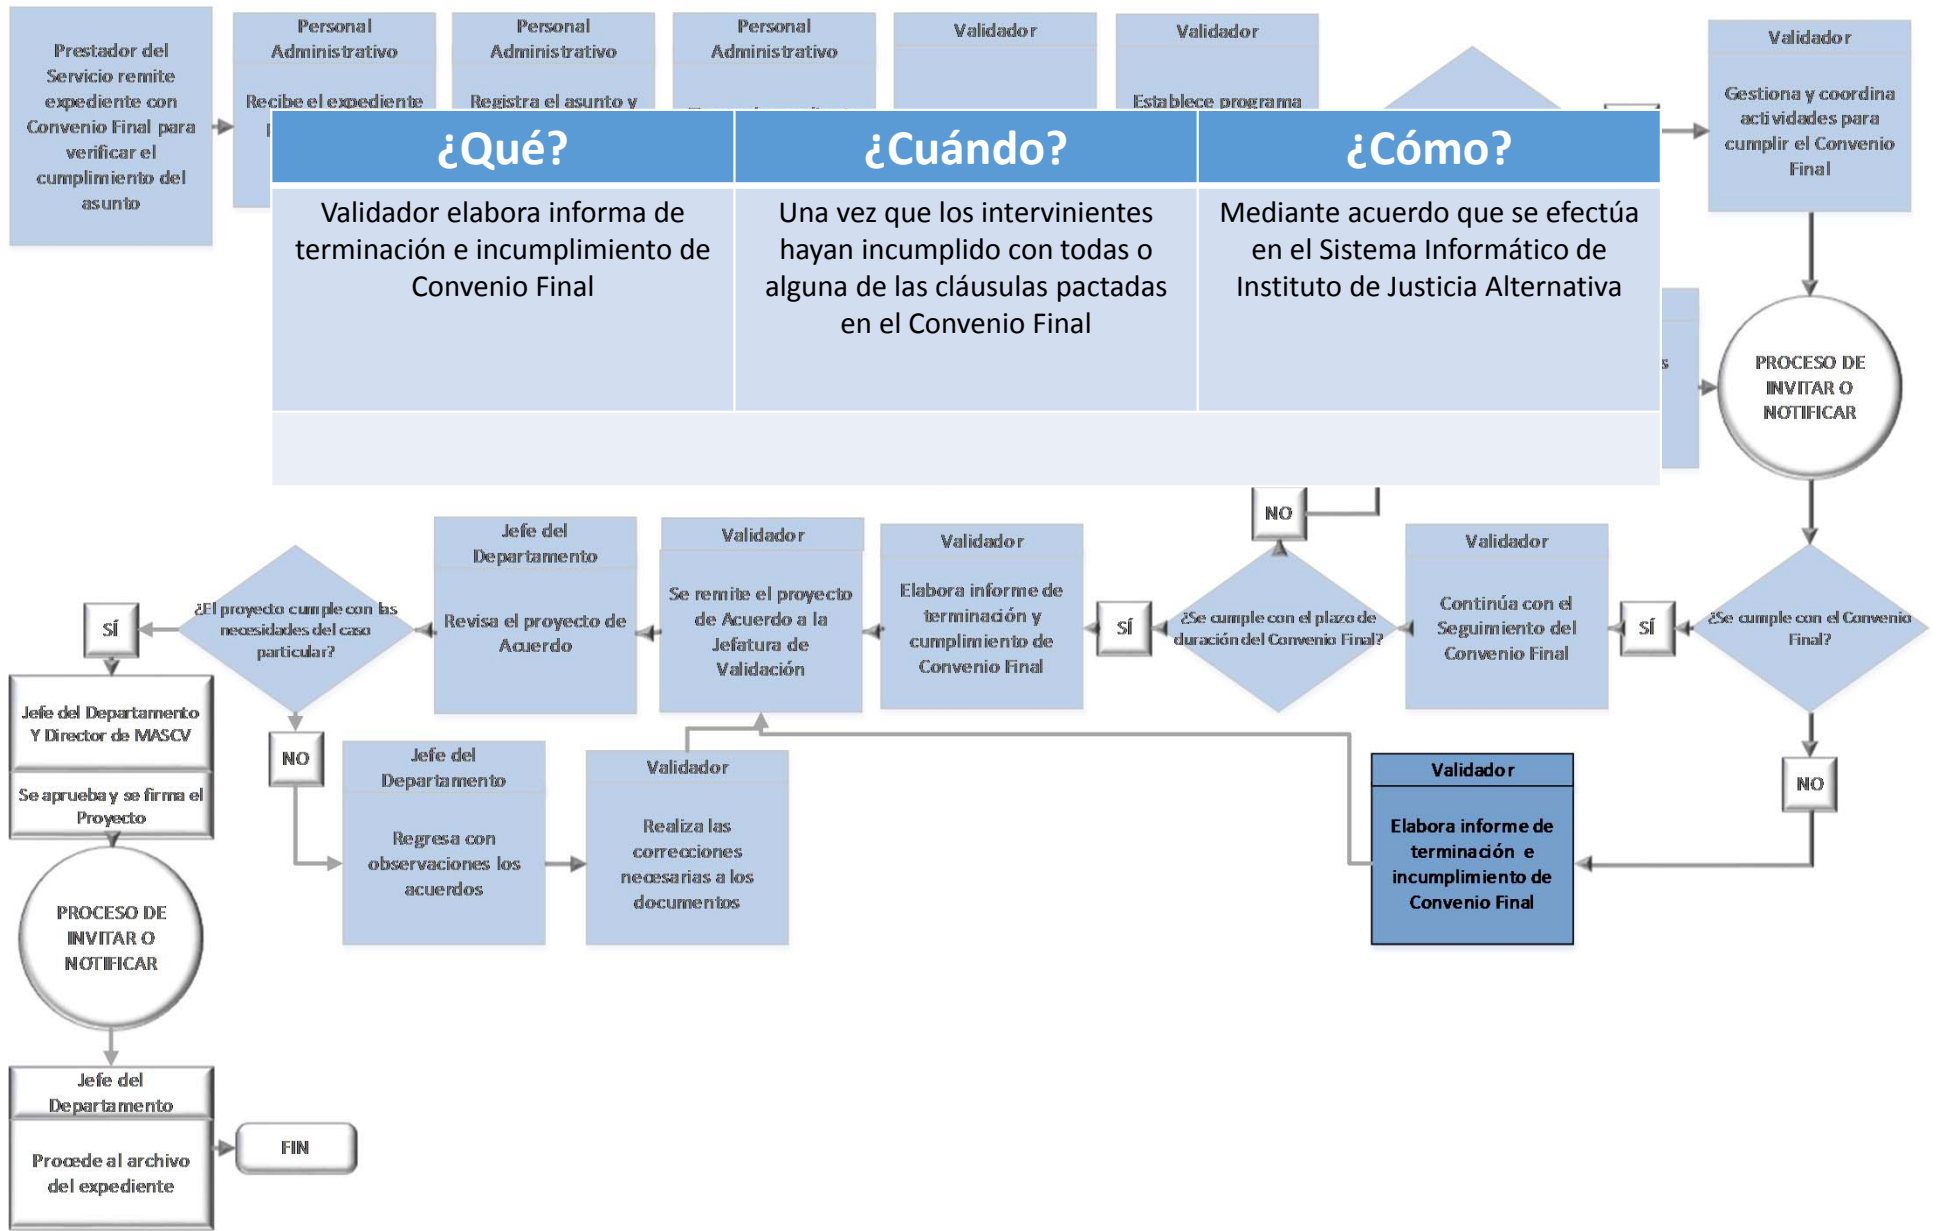 Prestador del
Servicio remite
expediente con
Convenio Final para
verificar el
cumplimiento del
asunto
Personal
Administrativo
Recibe el expediente
Personal
Administrativo
Registra el asunto y
Personal
Administrativo
Validador
Validador
Establece programa
Validador
Gestiona y coordina
actividades para
cumplir el Convenio
Final
¿Qué?
¿Cuándo?
¿Cómo?
Validador elabora informa de
terminación e incumplimiento de
Convenio Final
Una vez que los intervinientes
hayan incumplido con todas o
alguna de las cláusulas pactadas
en el Convenio Final
Mediante acuerdo que se efectúa
en el Sistema Informático de
Instituto de Justicia Alternativa
PROCESO DE
INVITAR O
NOTIFICAR
NO
¿Se cumple con el Convenio
Final?
SÍ
Validador
Continúa con el
Seguimiento del
Convenio Final
¿Se cumple con el plazo de
duración del Convenio Final?
SÍ
Validador
Elabora informe de
terminación y
cumplimiento de
Convenio Final
Validador
Se remite el proyecto
de Acuerdo a la
Jefatura de
Validación
Jefe del
Departamento
Revisa el proyecto de
Acuerdo
¿El proyecto cumple con las
necesidades del caso
particular?
SÍ
Jefe del Departamento
Y Director de MASCV
Se aprueba y se firma el
Proyecto
NO
Jefe del
Departamento
Regresa con
observaciones los
acuerdos
Validador
Realiza las
correcciones
necesarias a los
documentos
Validador
Elabora informe de
terminación e
incumplimiento de
Convenio Final
NO
PROCESO DE
INVITAR O
NOTIFICAR
Jefe del
Departamento
Procede al archivo
del expediente
FIN